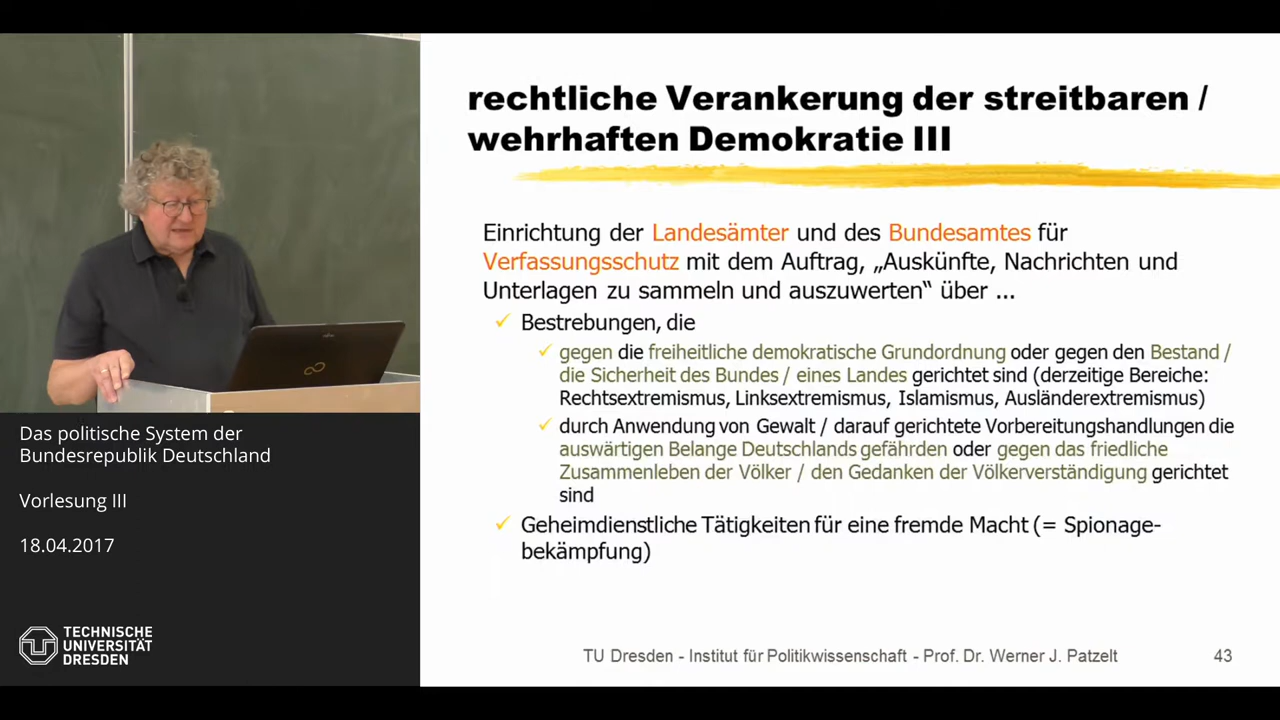 rechtliche Verankerung der streitbaren /
wehrhaften Demokratie III
Einrichtung der Landesämter und des Bundesamtes für
Verfassungsschutz mit dem Auftrag, „Auskünfte, Nachrichten und
Unterlagen zu sammeln und auszuwerten“ über ...
Bestrebungen, die
gegen die freiheitliche demokratische Grundordnung oder gegen den Bestand /
die Sicherheit des Bundes / eines Landes gerichtet sind (derzeitige Bereiche:
Rechtsextremismus, Linksextremismus, Islamismus, Ausländerextremismus)
durch Anwendung von Gewalt / darauf gerichtete Vorbereitungshandlungen die
auswärtigen Belange Deutschlands gefährden oder gegen das friedliche
Zusammenleben der Völker / den Gedanken der Völkerverständigung gerichtet
sind
Geheimdienstliche Tätigkeiten für eine fremde Macht (= Spionage-
bekämpfung)
TU Dresden - Institut für Politikwissenschaft - Prof. Dr. Werner J. Patzelt
43
Das politische System der
Bundesrepublik Deutschland
Vorlesung III
18.04.2017
TECHNISCHE
UNIVERSITÄT
DRESDEN